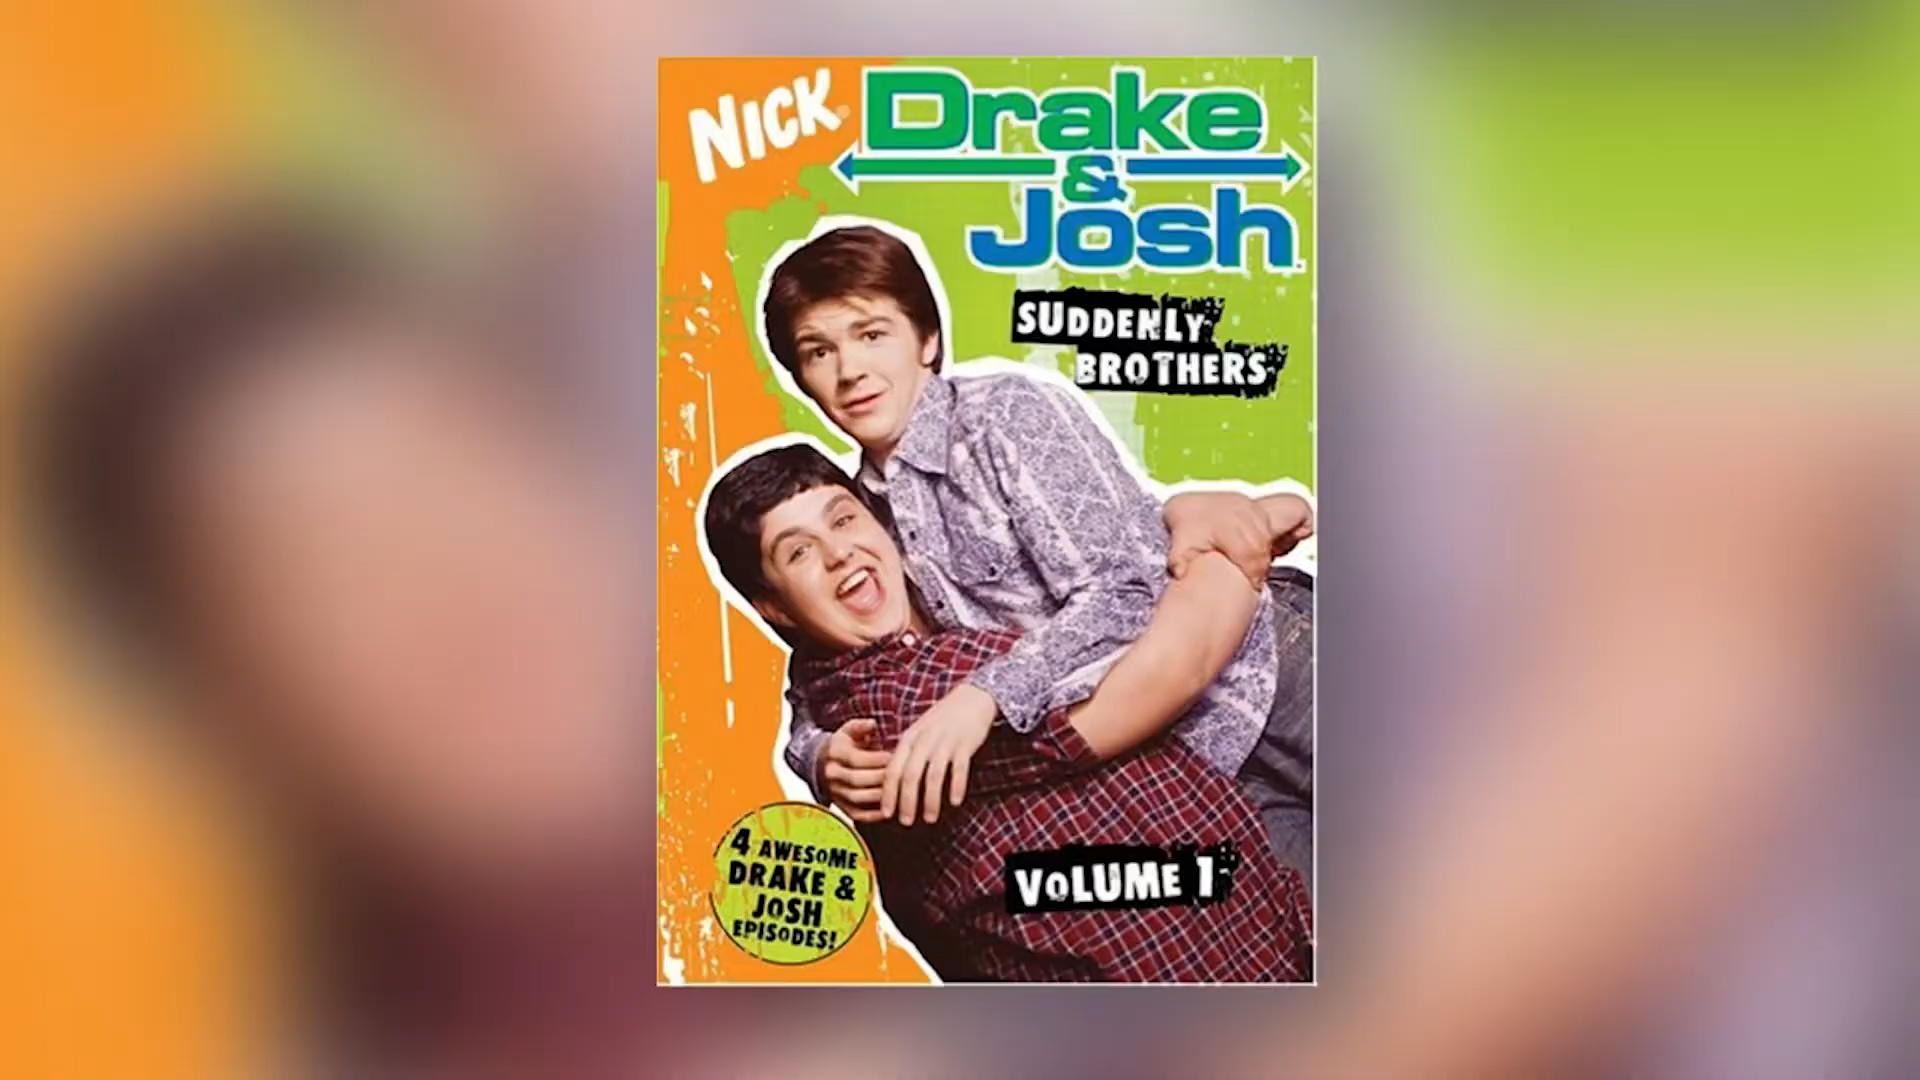 NICK
Drake
&
Josh
SUDDENLY
BROTHERS
4 AWESOME
DRAKE &
JOSH
EPISODES!
VOLUME 1